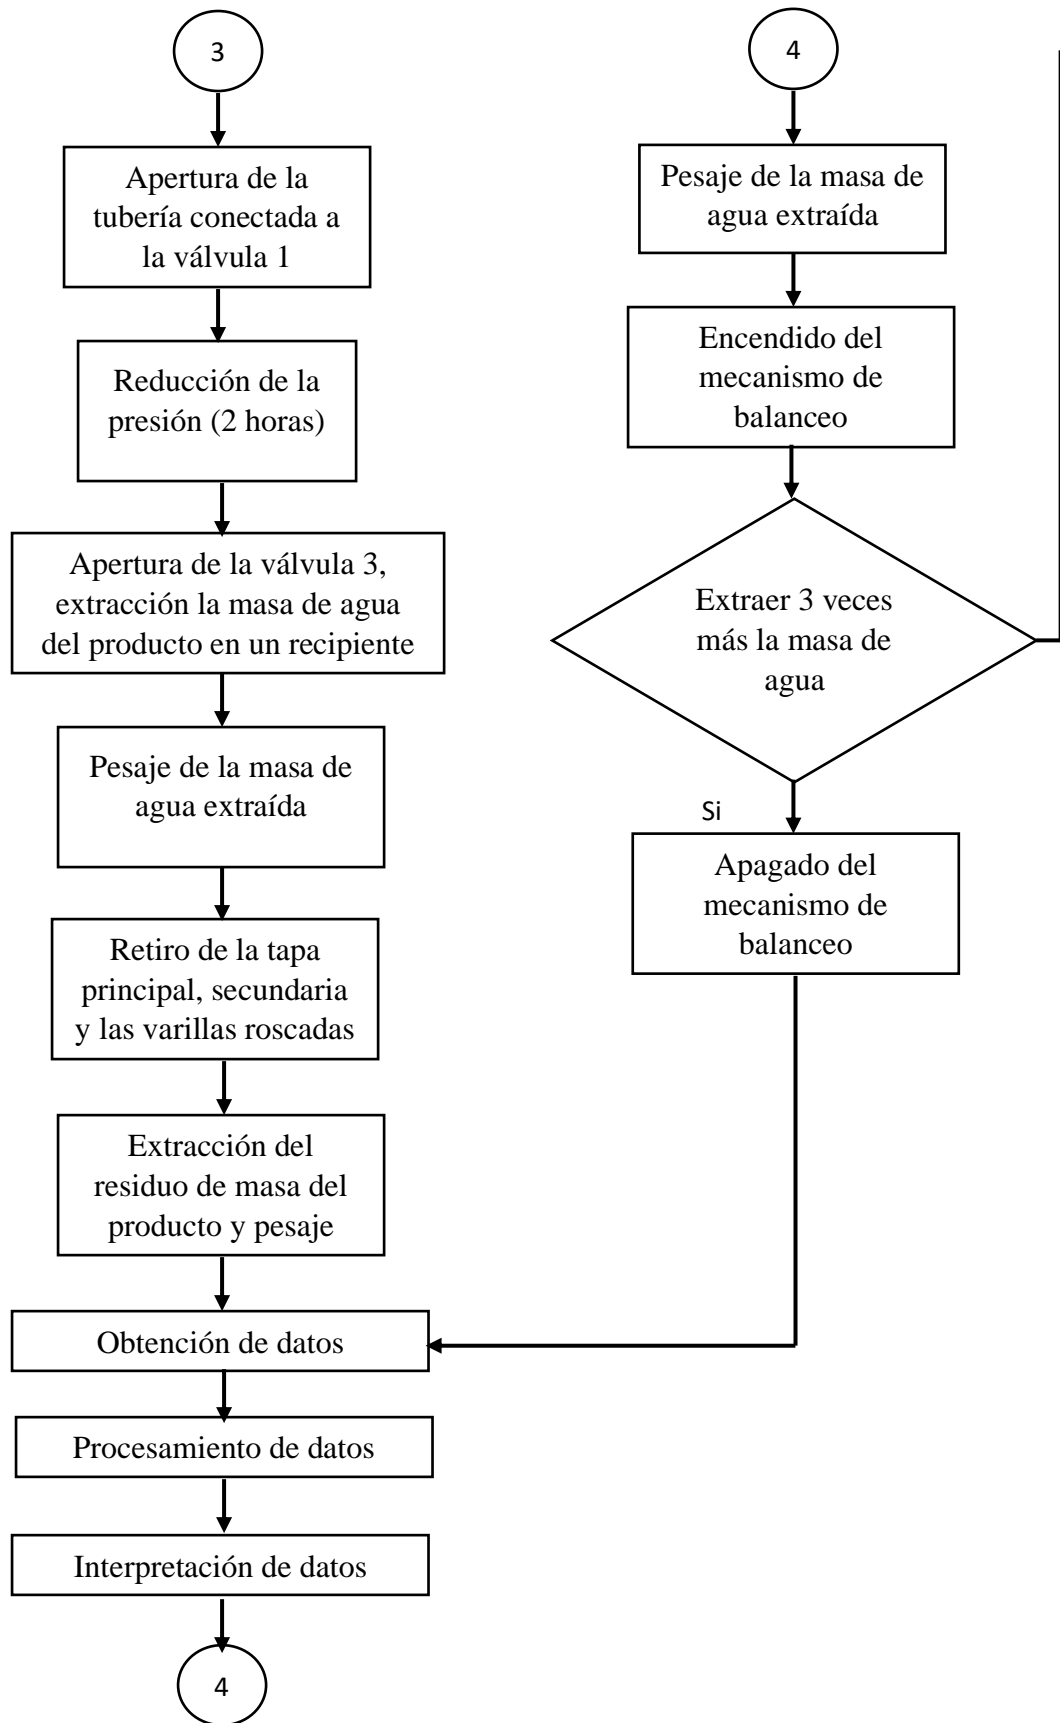 3
Apertura de la
tubería conectada a
la válvula 1
Reducción de la
presión (2 horas)
Apertura de la válvula 3,
extracción la masa de agua
del producto en un recipiente
Pesaje de la masa de
agua extraída
Retiro de la tapa
principal, secundaria
y las varillas roscadas
Extracción del
residuo de masa del
producto y pesaje
Obtención de datos
Procesamiento de datos
Interpretación de datos
4
4
Pesaje de la masa de
agua extraída
Encendido del
mecanismo de
balanceo
Extraer 3 veces
más la masa de
agua
Si
Apagado del
mecanismo de
balanceo